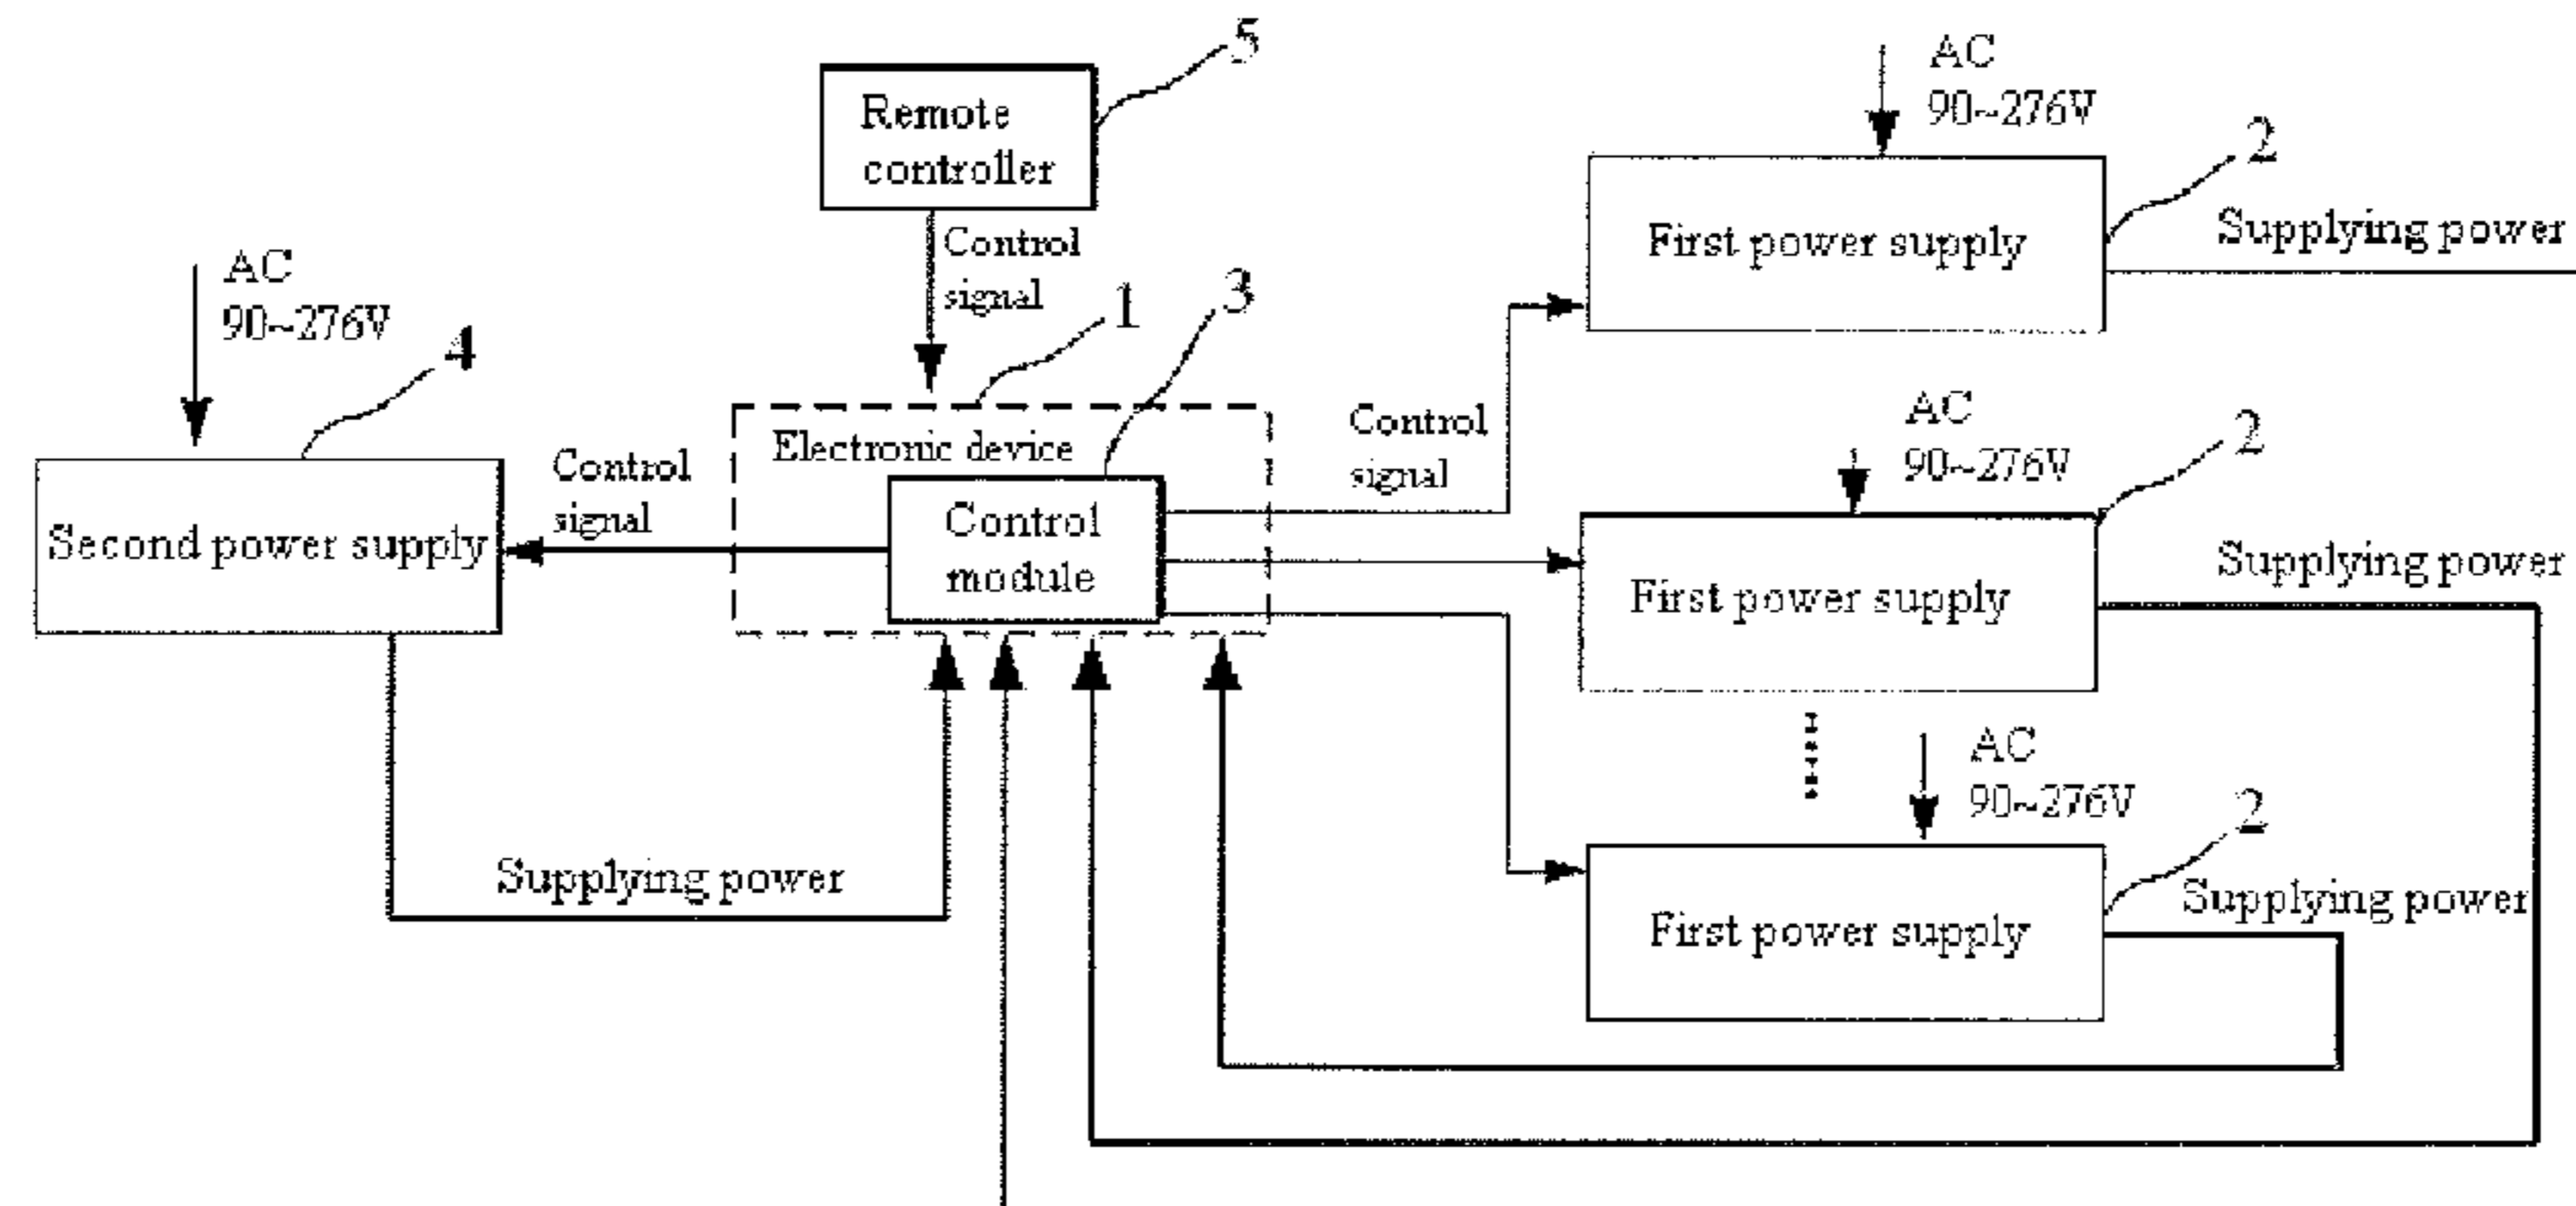 5
Remote
controller
AC
90~276V
2
First power supply
Supplying power
Control
signal
AC
90~276V
4
1
3
Electronic device
Control
module
Control
signal
Second power supply
Control
signal
AC
90~276V
2
First power supply
Supplying power
AC
90~276V
2
First power supply
Supplying power
Supplying power